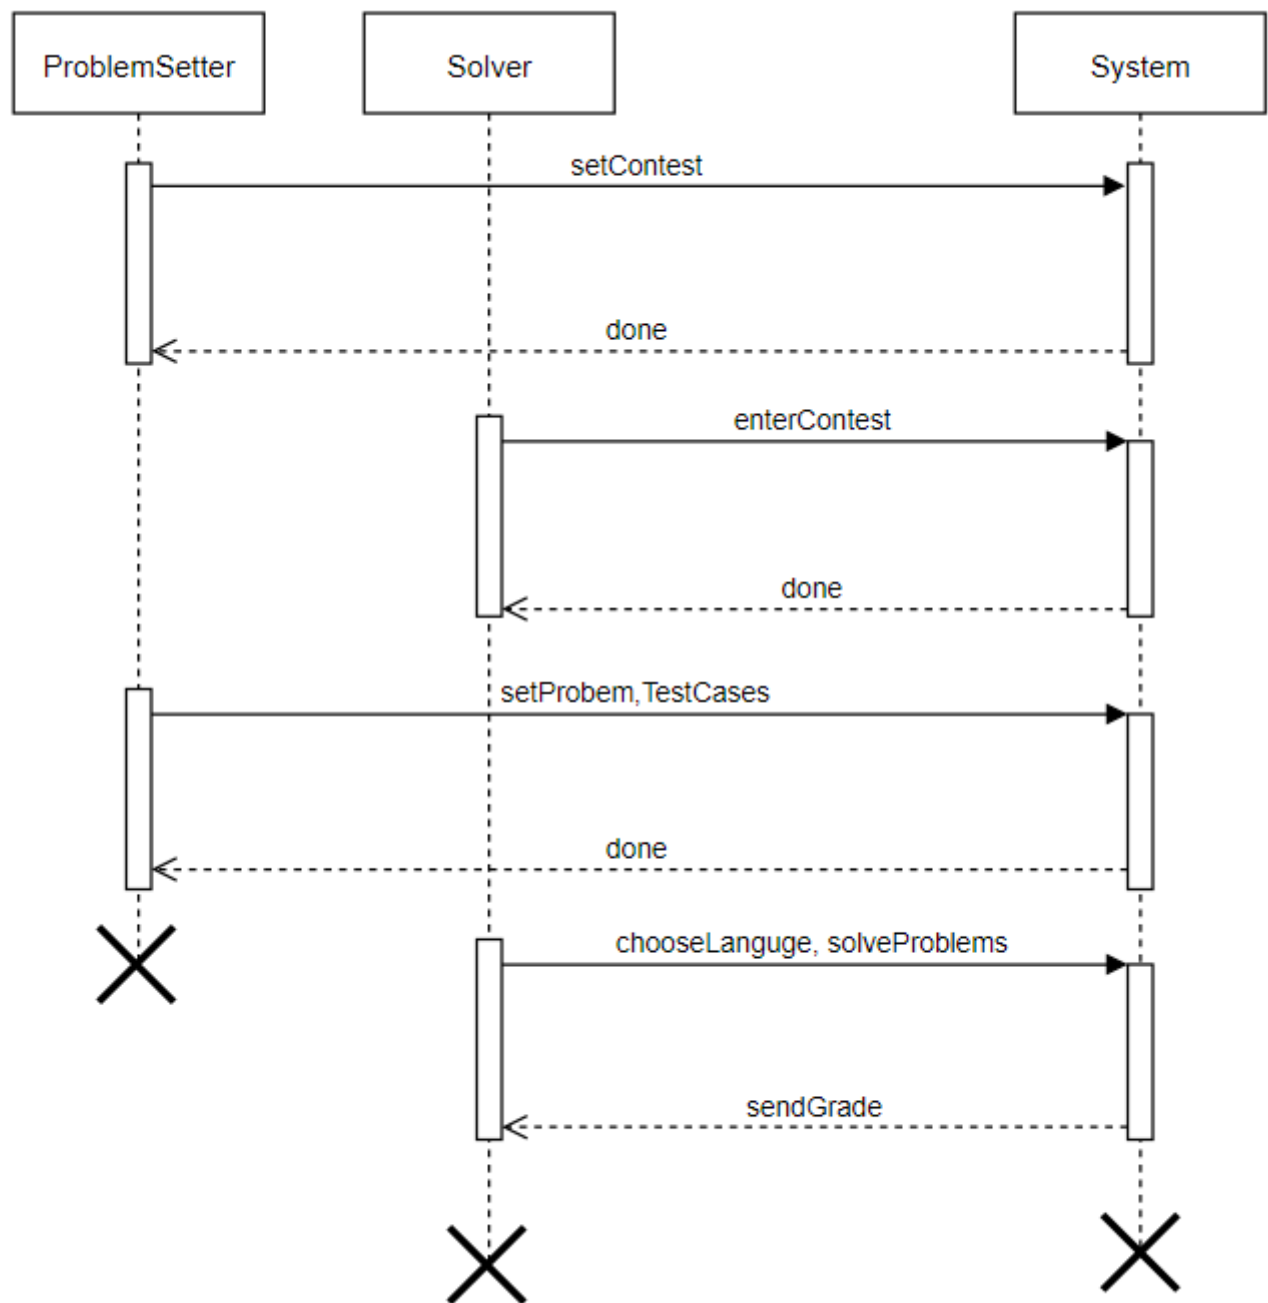 ProblemSetter
Solver
System
setContest
done
enterContest
done
setProbem,TestCases
done
chooseLanguge, solveProblems
sendGrade